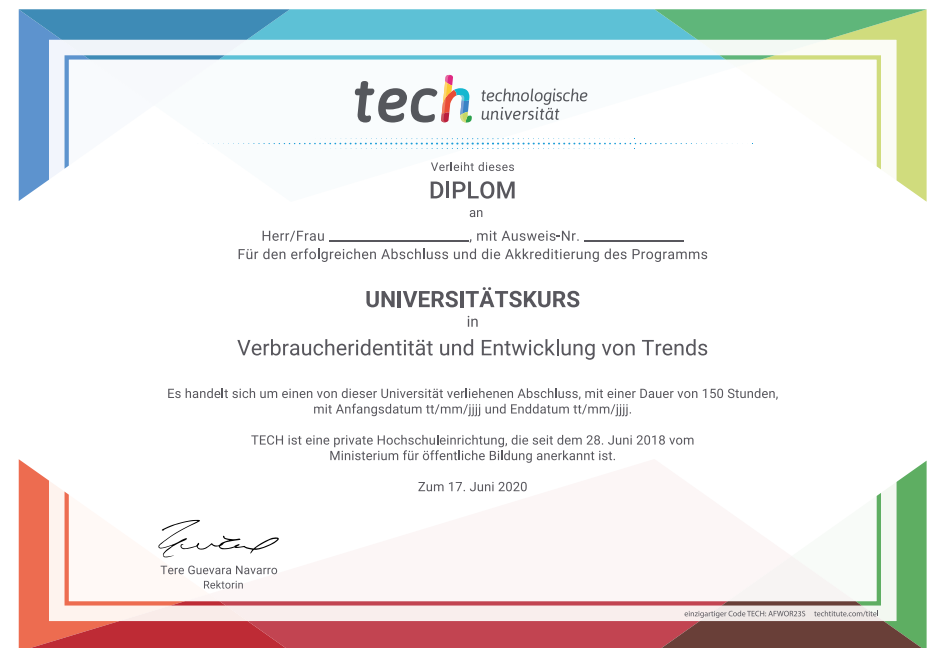 tech technologische
universität
Verleiht dieses
DIPLOM
an
Herr/Frau ________________, mit Ausweis-Nr. ____________
Für den erfolgreichen Abschluss und die Akkreditierung des Programms
UNIVERSITÄTSKURS
in
Verbraucheridentität und Entwicklung von Trends
Es handelt sich um einen von dieser Universität verliehenen Abschluss, mit einer Dauer von 150 Stunden,
mit Anfangsdatum tt/mm/jjjj und Enddatum tt/mm/jjjj.
TECH ist eine private Hochschuleinrichtung, die seit dem 28. Juni 2018 vom
Ministerium für öffentliche Bildung anerkannt ist.
Zum 17. Juni 2020
Tere Guevara Navarro
Rektorin
einzigartiger Code TECH: AFWOR23S techtitute.com/titel